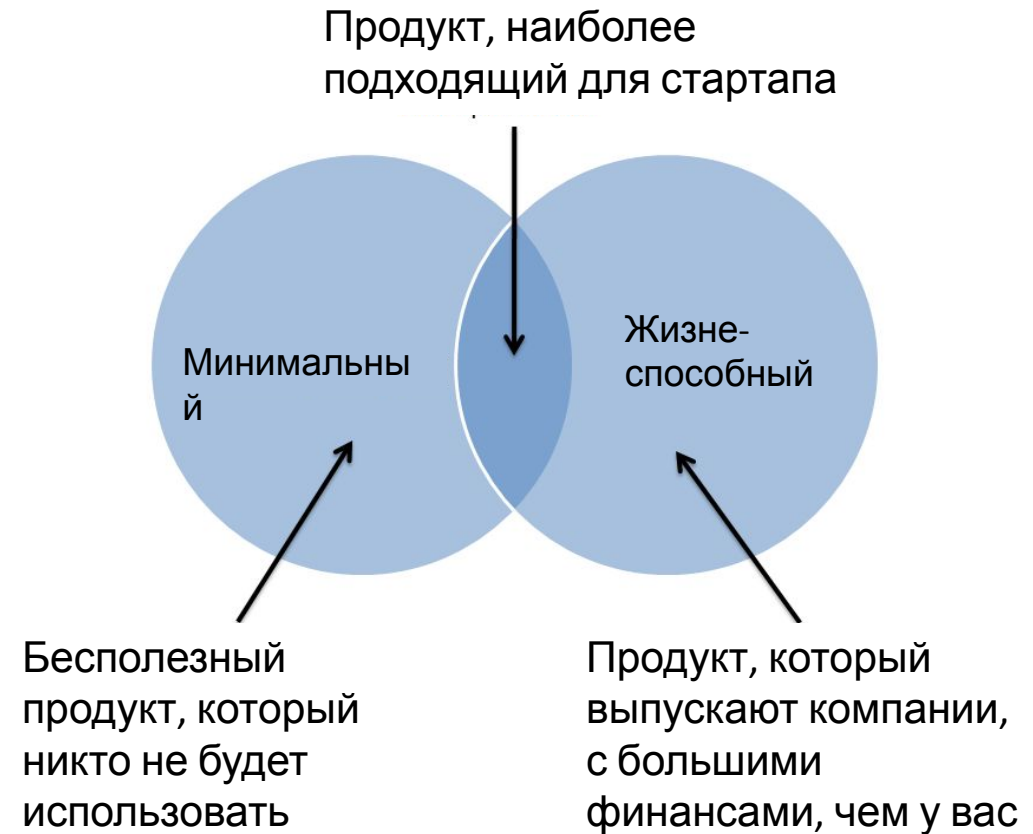 Продукт, наиболее
подходящий для стартапа
Минимальны
й
Жизне-
способный
Бесполезный
продукт, который
никто не будет
использовать
Продукт, который
выпускают компании,
с большими
финансами, чем у вас